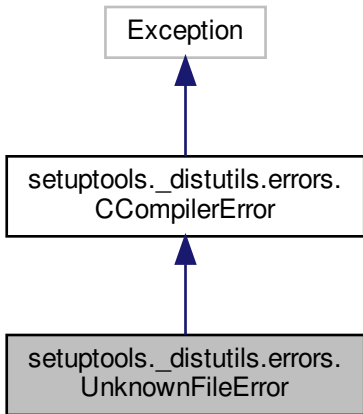 Exception
setuptools._distutils.errors.
CCompilerError
setuptools._distutils.errors.
UnknownFileError